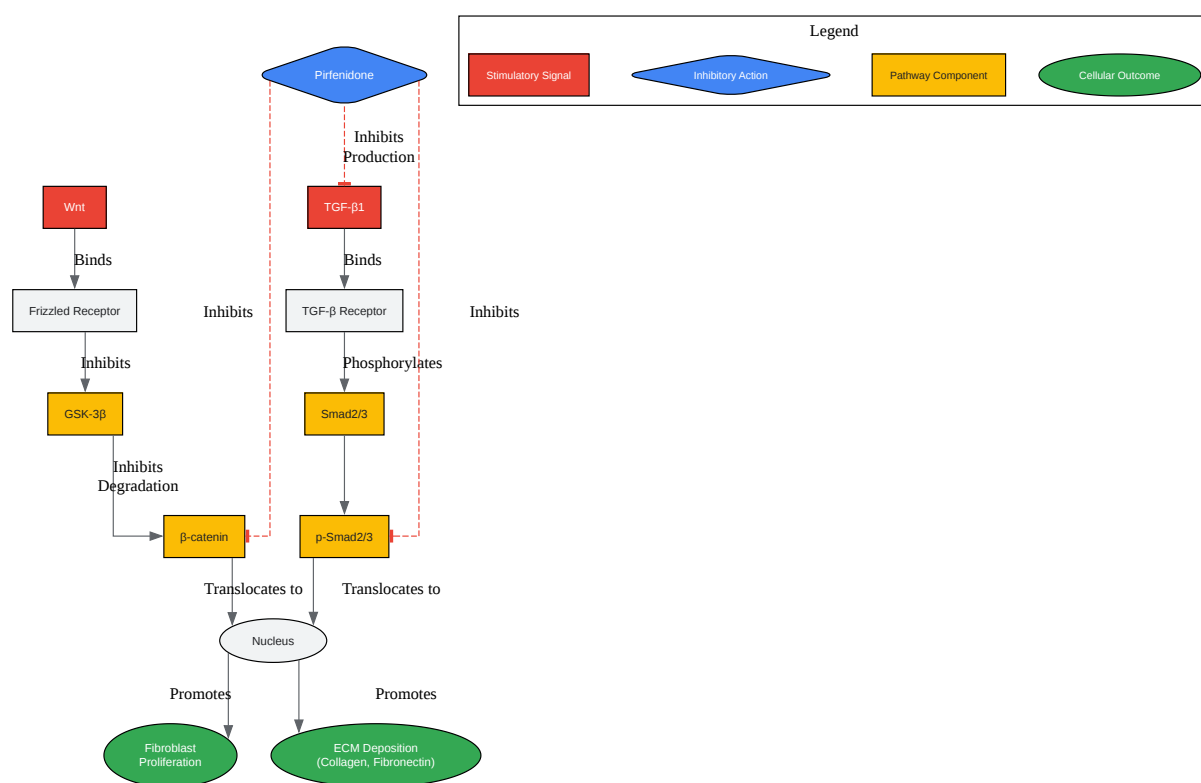 Legend
Stimulatory Signal
Inhibitory Action
Pathway Component
Cellular Outcome
Pirfenidone
Inhibits
Production
Wnt
TGF-β1
Binds
Binds
Frizzled Receptor
Inhibits
TGF-β Receptor
Inhibits
Inhibits
Phosphorylates
GSK-3β
Smad2/3
Inhibits
Degradation
β-catenin
p-Smad2/3
Translocates to
Translocates to
Nucleus
Promotes
Promotes
Fibroblast
Proliferation
ECM Deposition
(Collagen, Fibronectin)